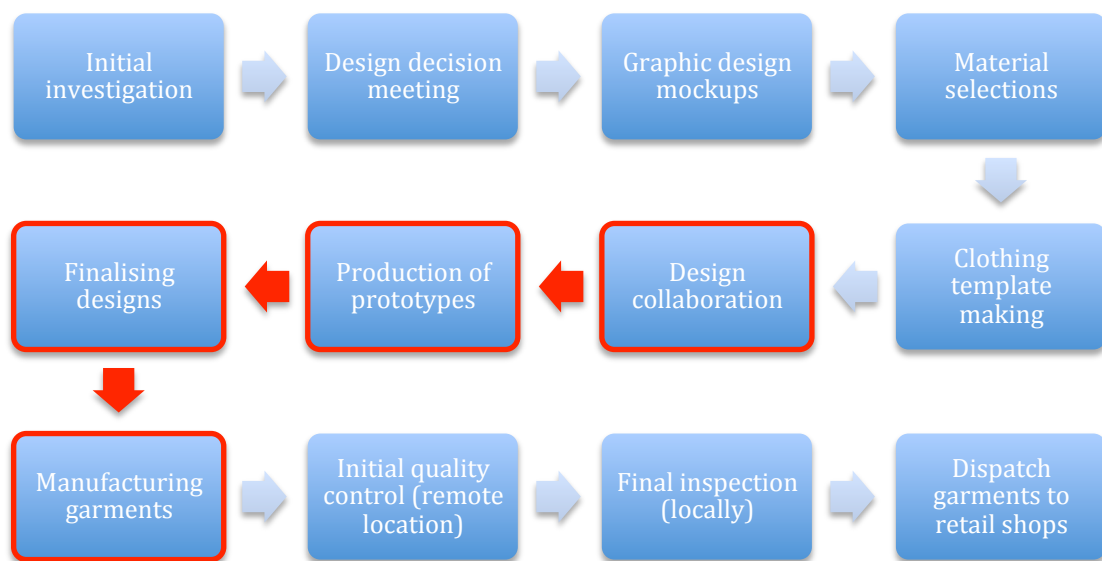 Initial
investigation
Design decision
meeting
Graphic design
mockups
Material
selections
Clothing
template
making
Design
collaboration
Production of
prototypes
Finalising
designs
Manufacturing
garments
Initial quality
control (remote
location)
Final inspection
(locally)
Dispatch
garments to
retail shops